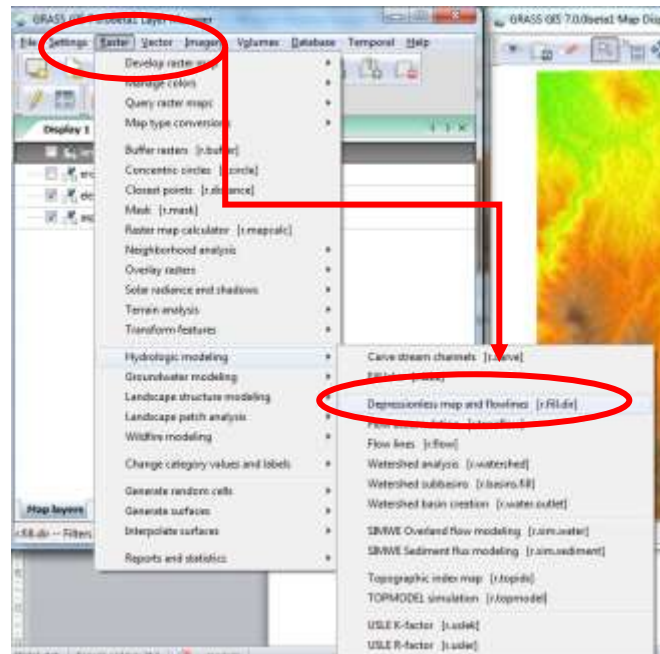 GRASS GIS 7.0.0beta1 Layer Manager
GRASS GIS 7.0.0beta1 Map Disp
File Settings Raster Vector Imagery Volumes Database Temporal Help
Develop raster map
Manage colors
Query raster maps
Map type conversions
Display 1
Buffer rasters [r.buffer]
Concentric circles [r.circle]
Closest points [r.distance]
Mask [r.mask]
Raster map calculator [r.mapcalc]
Neighborhood analysis
Overlay rasters
Solar radiance and shadows
Terrain analysis
Transform features
Hydrologic modeling
Groundwater modeling
Landscape structure modeling
Landscape patch analysis
Wildfire modeling
Change category values and labels
Generate random cells
Generate surfaces
Interpolate surfaces
Reports and statistics
Map layers
r.fill.dir -- Filters
Carve stream channels [r.carve]
Depressionless map and flowlines [r.fill.dir]
Flow lines [r.flow]
Watershed analysis [r.watershed]
Watershed subbasins [r.basins.fill]
Watershed basin creation [r.water.outlet]
SIMWE Overland flow modeling [r.sim.water]
SIMWE Sediment flux modeling [r.sim.sediment]
Topographic index map [r.topidx]
TOPMODEL simulation [r.topmodel]
USLE K-factor [r.uslek]
USLE R-factor [r.usler]